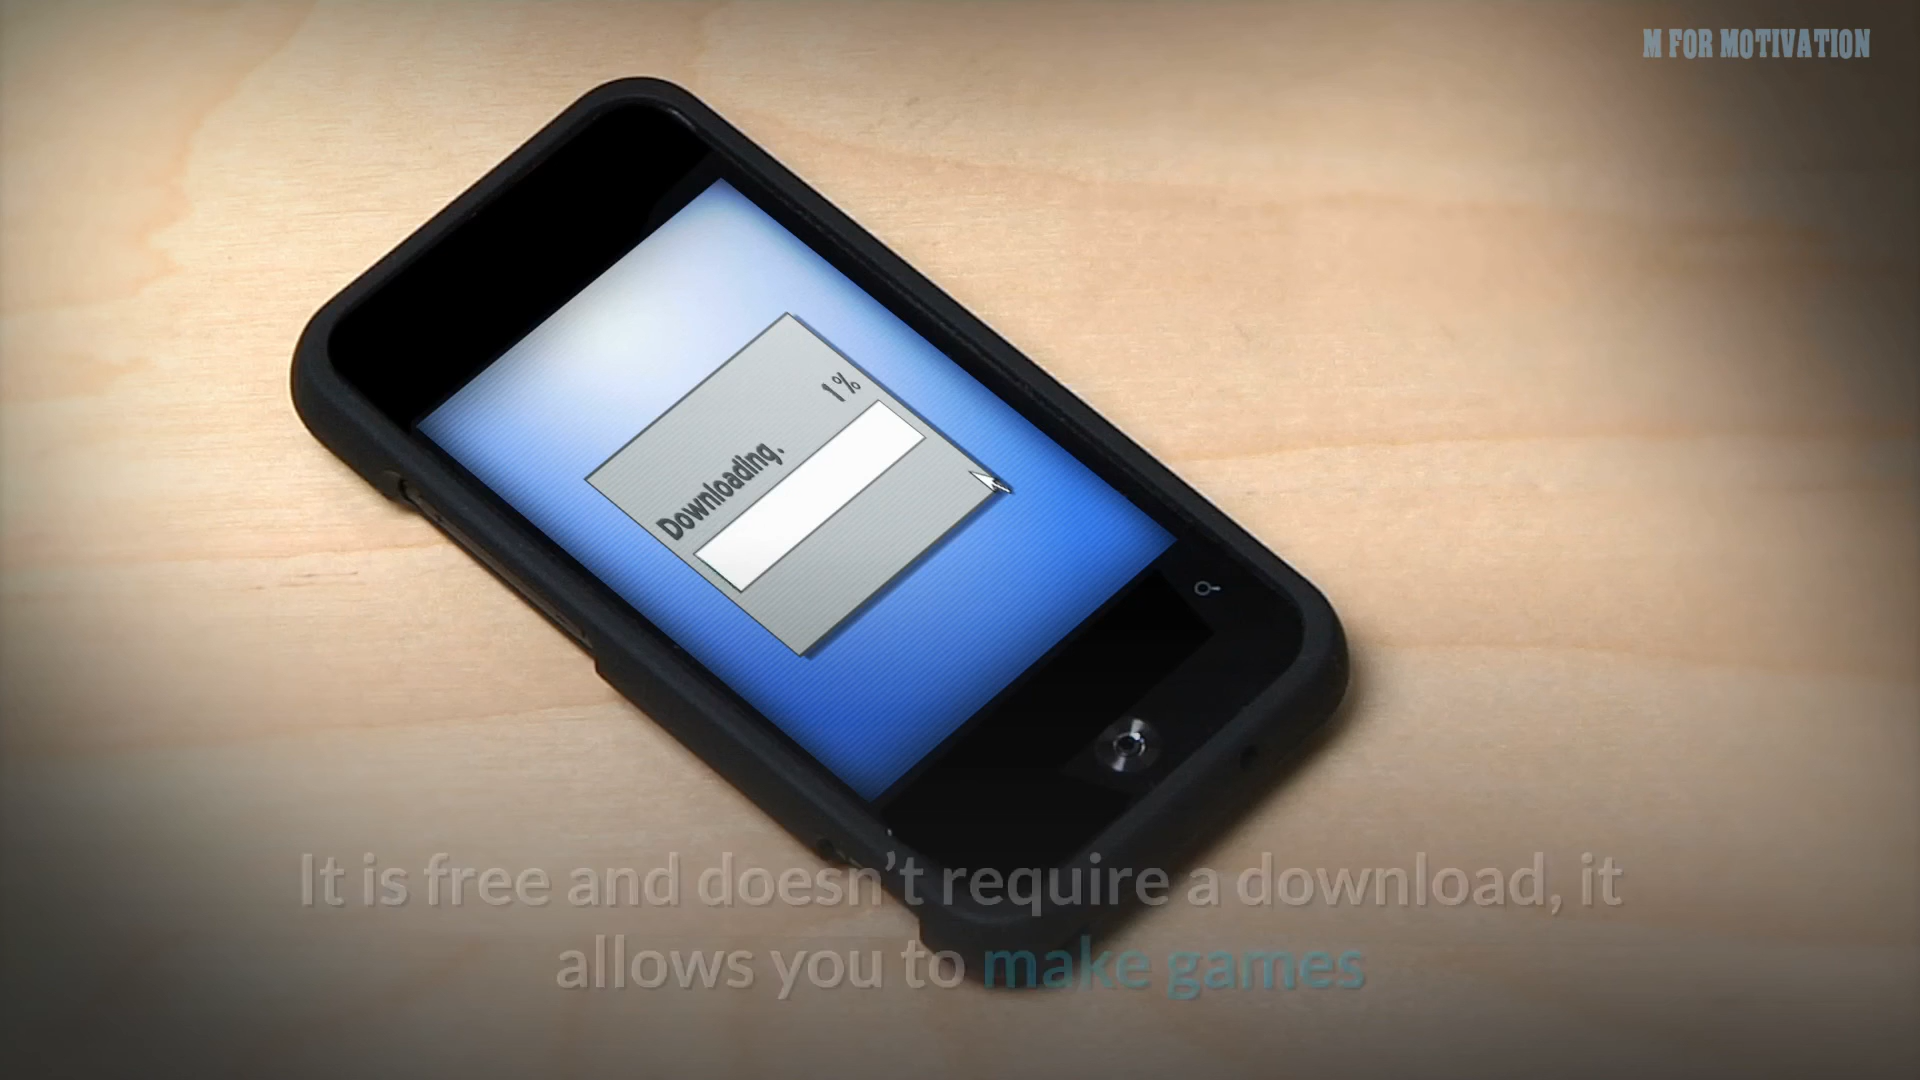 M FOR MOTIVATION
1%
Downloading.
It is free and doesn't require a download, it
allows you to make games